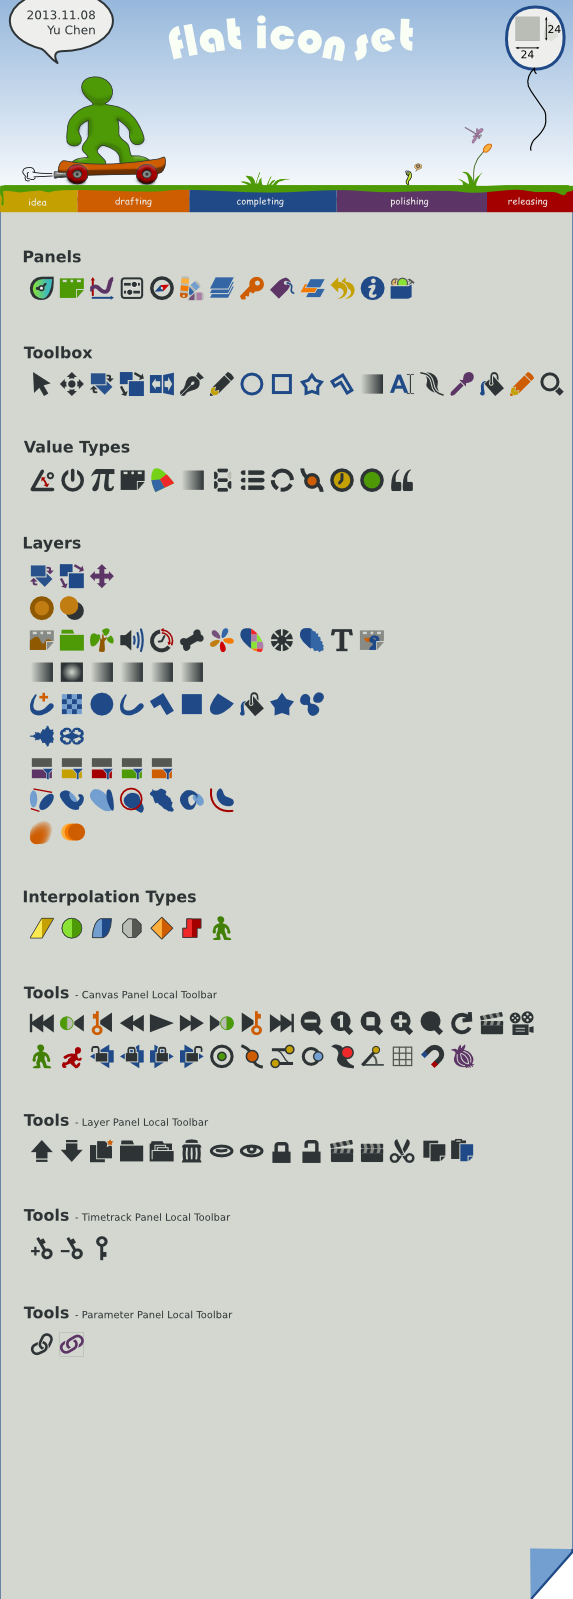 2013.11.08
Yu Chen
flat icon set
24
24
idea drafting completing polishing releasing
Panels
Toolbox
Value Types
Layers
Interpolation Types
Tools - Canvas Panel Local Toolbar
Tools - Layer Panel Local Toolbar
Tools - Timetrack Panel Local Toolbar
Tools - Parameter Panel Local Toolbar